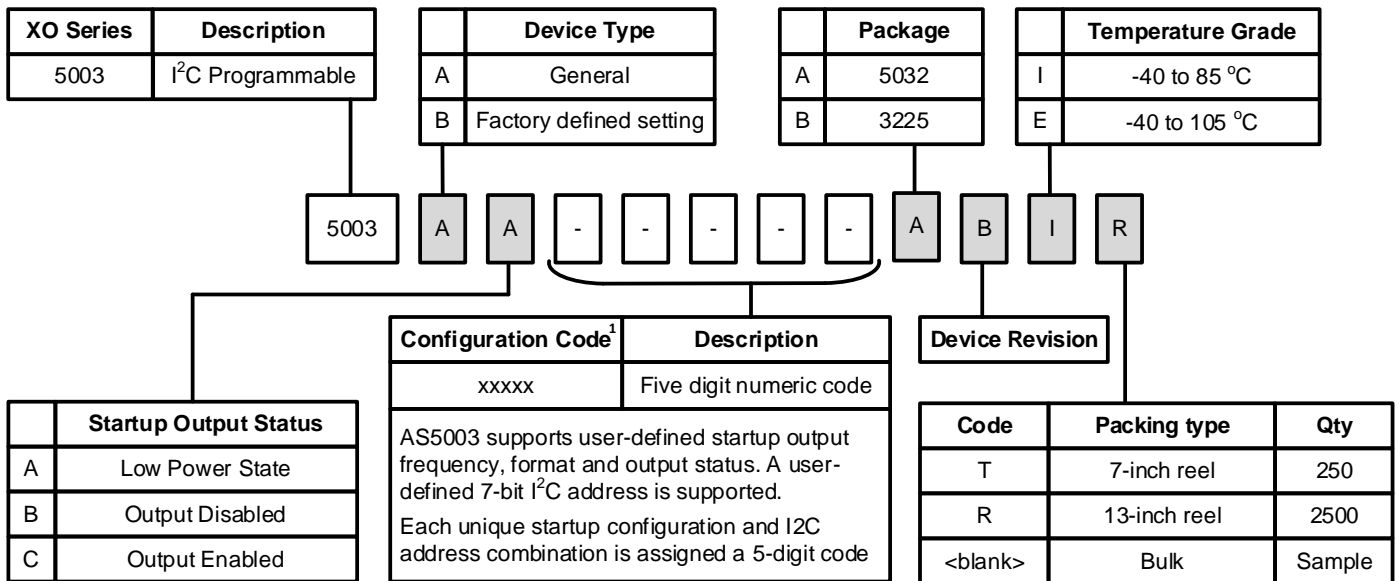 XO Series Description
5003 I²C Programmable
Device Type
A General
B Factory defined setting
Package
A 5032
B 3225
Temperature Grade
I -40 to 85 °C
E -40 to 105 °C
5003 A A - - - - - A B I R
Startup Output Status
A Low Power State
B Output Disabled
C Output Enabled
Configuration Code¹ Description
xxxxx Five digit numeric code
AS5003 supports user-defined startup output
frequency, format and output status. A user-
defined 7-bit I²C address is supported.
Each unique startup configuration and I2C
address combination is assigned a 5-digit code
Device Revision
Code Packing type Qty
T 7-inch reel 250
R 13-inch reel 2500
<blank> Bulk Sample